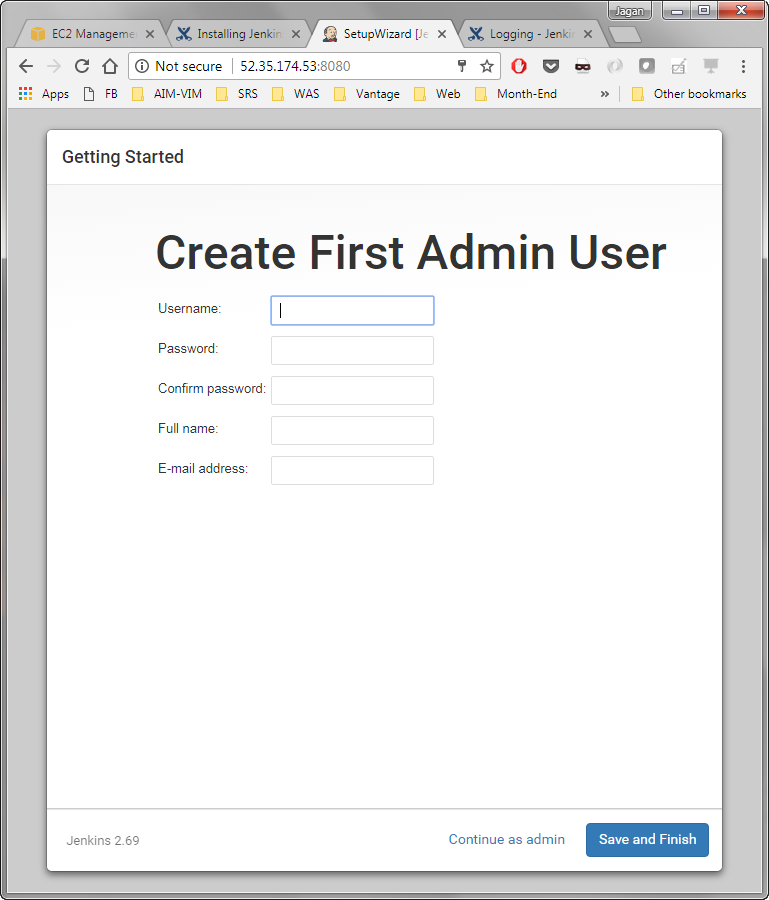 Jagan
EC2 Manageme
Installing Jenkin
SetupWizard [Je
Logging - Jenki
Not secure
52.35.174.53:8080
Apps
FB
AIM-VIM
SRS
WAS
Vantage
Web
Month-End
»
Other bookmarks
Getting Started
Create First Admin User
Username:
Password:
Confirm password:
Full name:
E-mail address:
Jenkins 2.69
Continue as admin
Save and Finish